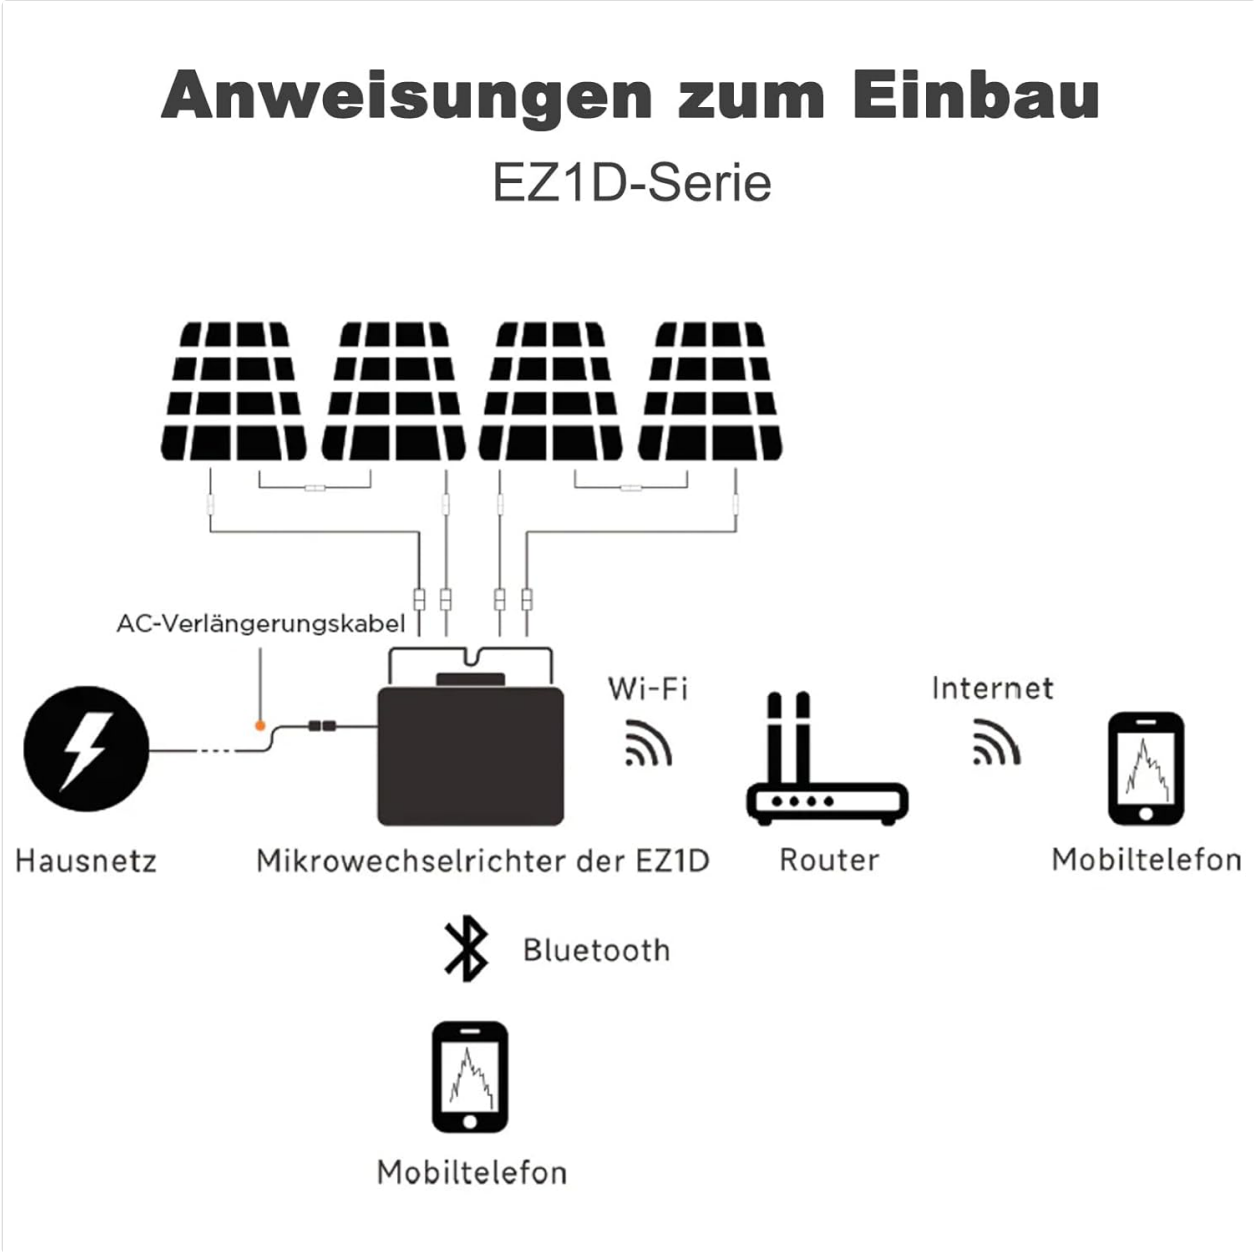 Anweisungen zum Einbau
EZ1D-Serie
AC-Verlängerungskabel
Wi-Fi
Internet
Hausnetz
Mikrowechselrichter der EZ1D
Router
Mobiltelefon
Bluetooth
Mobiltelefon